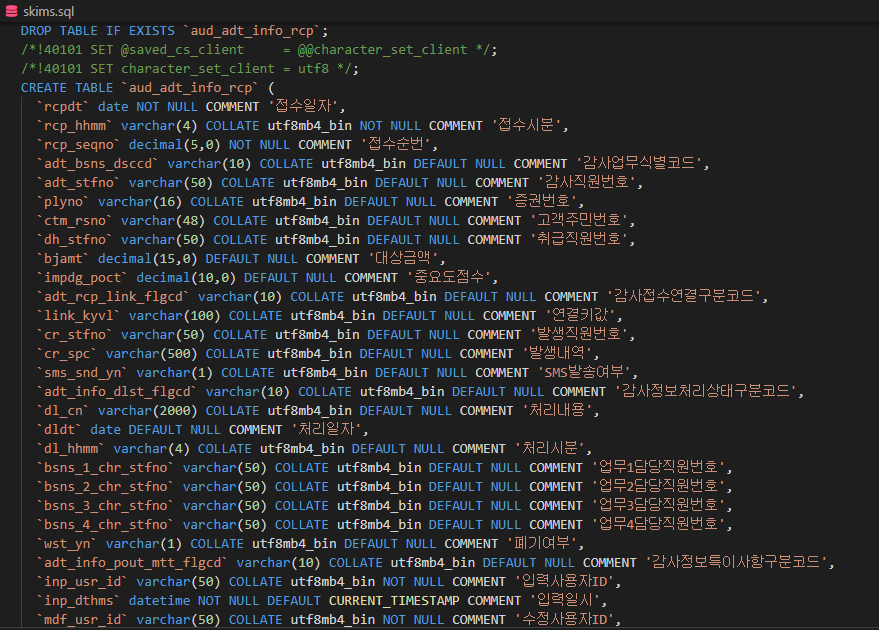 skims.sql
DROP TABLE IF EXISTS `aud_adt_info_rcp`;
/*!40101 SET @saved_cs_client     = @@character_set_client */;
/*!40101 SET character_set_client = utf8 */;
CREATE TABLE `aud_adt_info_rcp` (
`rcpdt` date NOT NULL COMMENT '접수일자',
`rcp_hhmm` varchar(4) COLLATE utf8mb4_bin NOT NULL COMMENT '접수시분',
`rcp_seqno` decimal(5,0) NOT NULL COMMENT '접수순번',
`adt_bsns_dsccd` varchar(10) COLLATE utf8mb4_bin DEFAULT NULL COMMENT '감사업무식별코드',
`adt_stfno` varchar(50) COLLATE utf8mb4_bin DEFAULT NULL COMMENT '감사직원번호',
`plyno` varchar(16) COLLATE utf8mb4_bin DEFAULT NULL COMMENT '증권번호',
`ctm_rsno` varchar(48) COLLATE utf8mb4_bin DEFAULT NULL COMMENT '고객주민번호',
`dh_stfno` varchar(50) COLLATE utf8mb4_bin DEFAULT NULL COMMENT '취급직원번호',
`bjamt` decimal(15,0) DEFAULT NULL COMMENT '대상금액',
`impdg_poct` decimal(10,0) DEFAULT NULL COMMENT '중요도점수',
`adt_rcp_link_flgcd` varchar(10) COLLATE utf8mb4_bin DEFAULT NULL COMMENT '감사접수연결구분코드',
`link_kyvl` varchar(100) COLLATE utf8mb4_bin DEFAULT NULL COMMENT '연결키값',
`cr_stfno` varchar(50) COLLATE utf8mb4_bin DEFAULT NULL COMMENT '발생직원번호',
`cr_spc` varchar(500) COLLATE utf8mb4_bin DEFAULT NULL COMMENT '발생내역',
`sms_snd_yn` varchar(1) COLLATE utf8mb4_bin DEFAULT NULL COMMENT 'SMS발송여부',
`adt_info_dlst_flgcd` varchar(10) COLLATE utf8mb4_bin DEFAULT NULL COMMENT '감사정보처리상태구분코드',
`dl_cn` varchar(2000) COLLATE utf8mb4_bin DEFAULT NULL COMMENT '처리내용',
`dldt` date DEFAULT NULL COMMENT '처리일자',
`dl_hhmm` varchar(4) COLLATE utf8mb4_bin DEFAULT NULL COMMENT '처리시분',
`bsns_1_chr_stfno` varchar(50) COLLATE utf8mb4_bin DEFAULT NULL COMMENT '업무1담당직원번호',
`bsns_2_chr_stfno` varchar(50) COLLATE utf8mb4_bin DEFAULT NULL COMMENT '업무2담당직원번호',
`bsns_3_chr_stfno` varchar(50) COLLATE utf8mb4_bin DEFAULT NULL COMMENT '업무3담당직원번호',
`bsns_4_chr_stfno` varchar(50) COLLATE utf8mb4_bin DEFAULT NULL COMMENT '업무4담당직원번호',
`wst_yn` varchar(1) COLLATE utf8mb4_bin DEFAULT NULL COMMENT '폐기여부',
`adt_info_pout_mtt_flgcd` varchar(10) COLLATE utf8mb4_bin DEFAULT NULL COMMENT '감사정보특이사항구분코드',
`inp_usr_id` varchar(50) COLLATE utf8mb4_bin NOT NULL COMMENT '입력사용자ID',
`inp_dthms` datetime NOT NULL DEFAULT CURRENT_TIMESTAMP COMMENT '입력일시',
`mdf_usr_id` varchar(50) COLLATE utf8mb4_bin NOT NULL COMMENT '수정사용자ID',